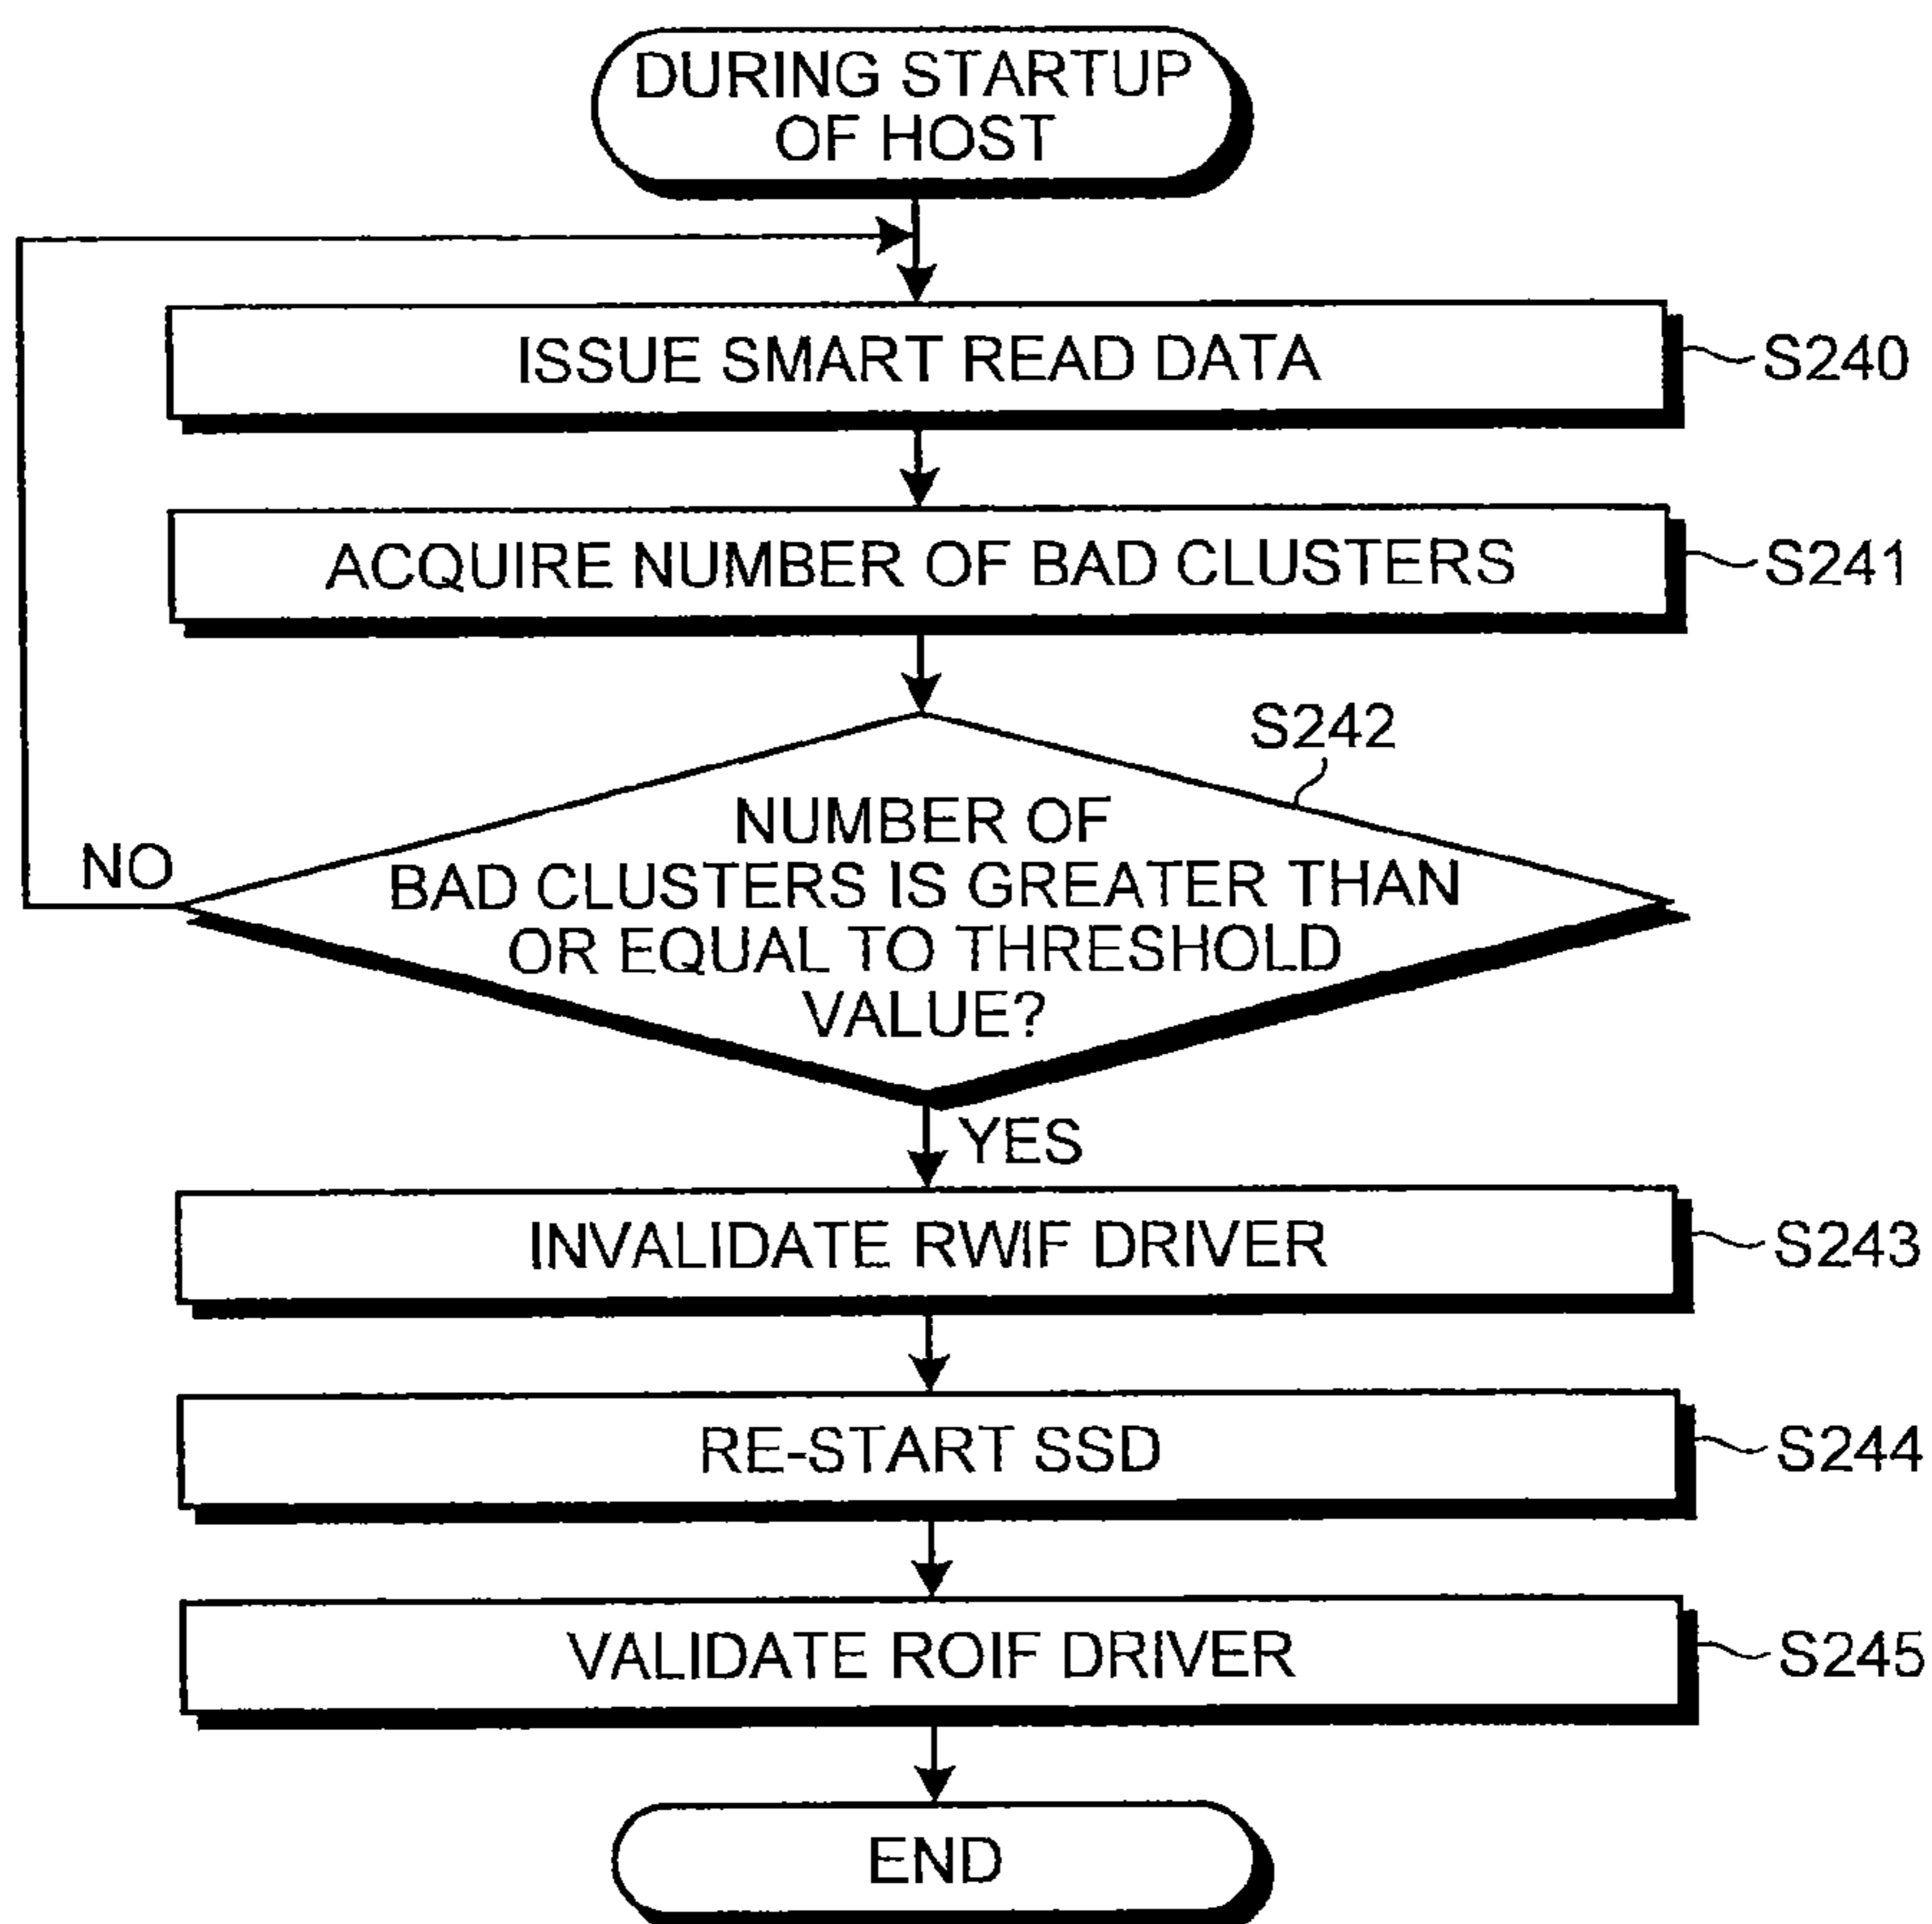 DURING STARTUP
OF HOST
ISSUE SMART READ DATA
S240
ACQUIRE NUMBER OF BAD CLUSTERS
S241
S242
NUMBER OF
BAD CLUSTERS IS GREATER THAN
OR EQUAL TO THRESHOLD
VALUE?
NO
YES
INVALIDATE RWIF DRIVER
S243
RE-START SSD
S244
VALIDATE ROIF DRIVER
S245
END